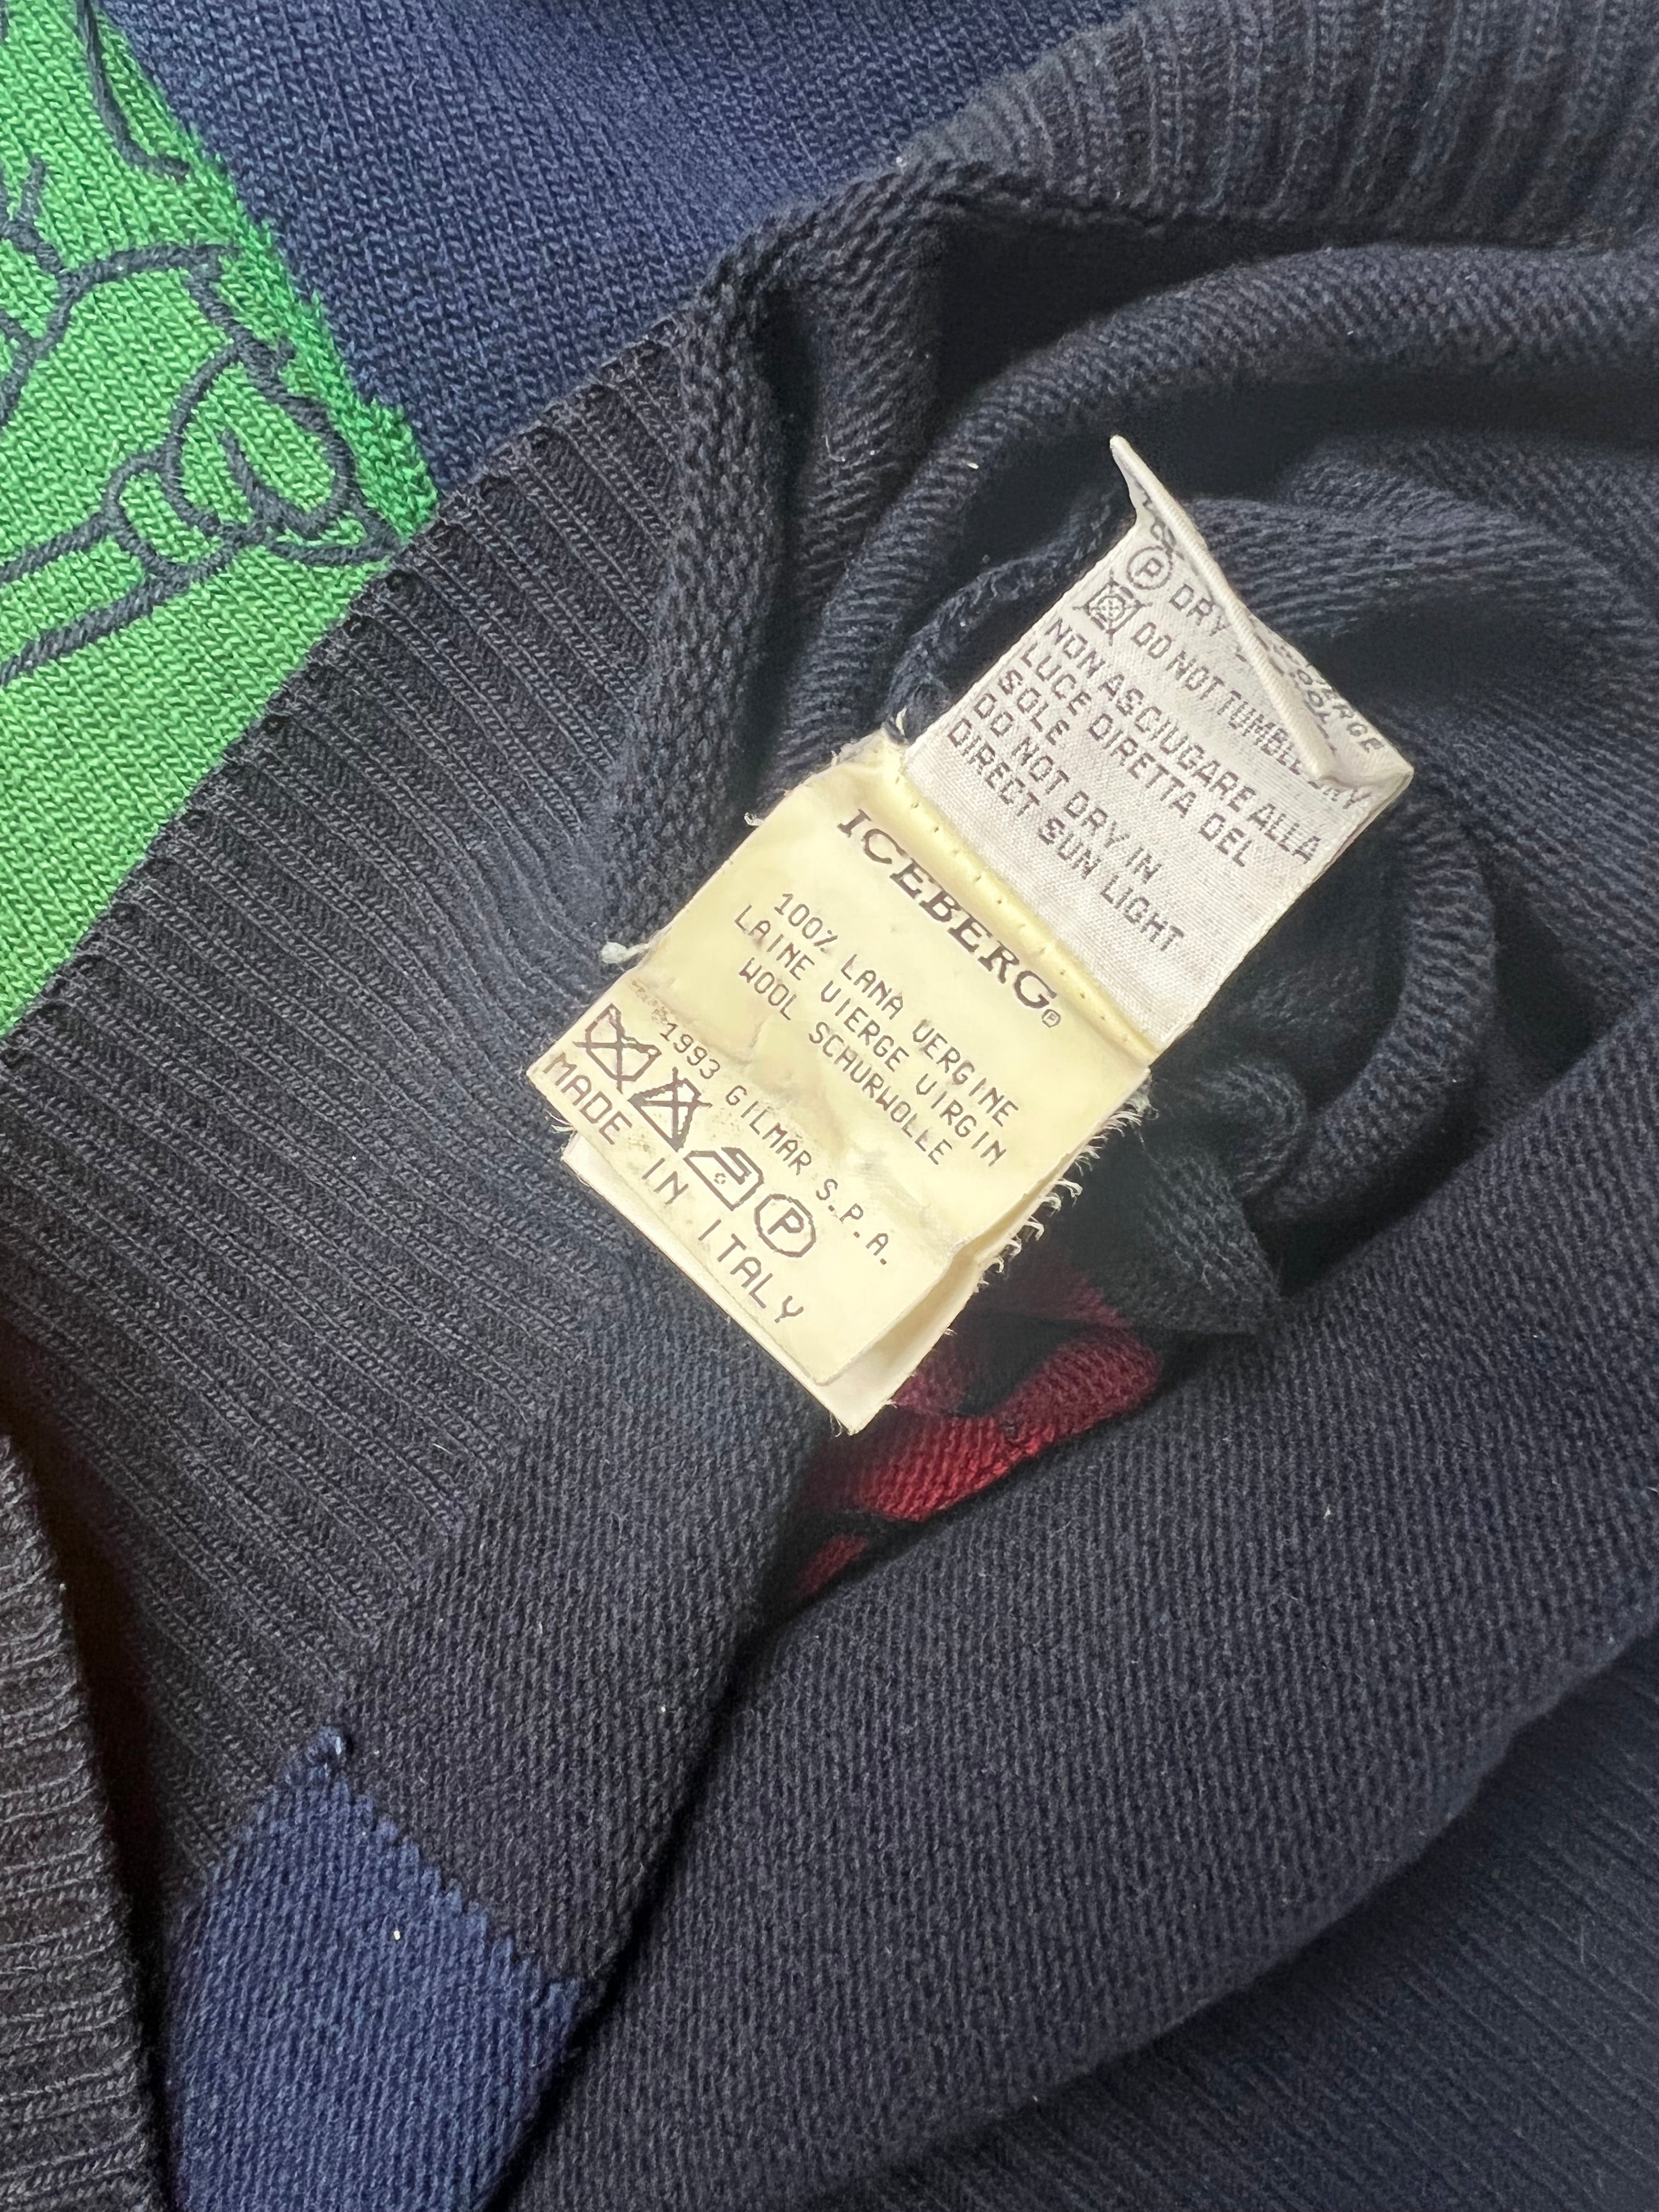 DRY
DO NOT TUMBLE DRY
NON ASCIUGARE ALLA
LUCE DIRETTA DEL
SOLE
DO NOT DRY IN
DIRECT SUN LIGHT
ICEBERG®
100% LANA VERGINE
LAINE VIERGE VIRGIN
WOOL SCHURWOLLE
©1993 GILMAR S.P.A.
P
MADE IN ITALY